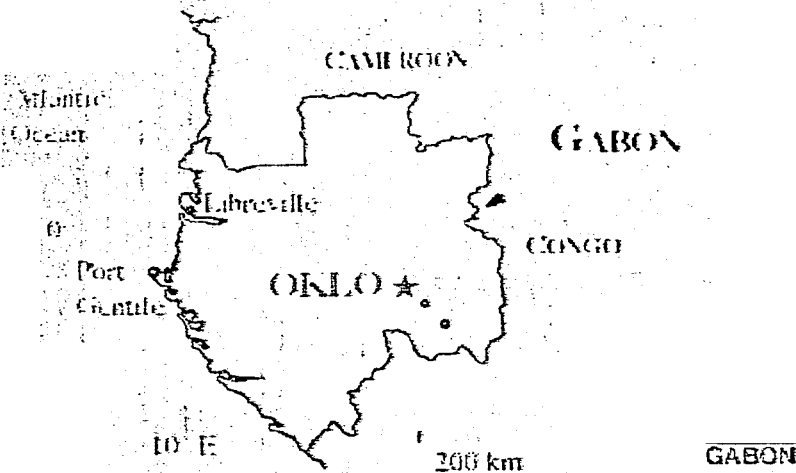 CAMEROON
Atlantic
Ocean
GABON
Libreville
0°
CONGO
Port
Gentile
OKLO
10° E
200 km
GABON